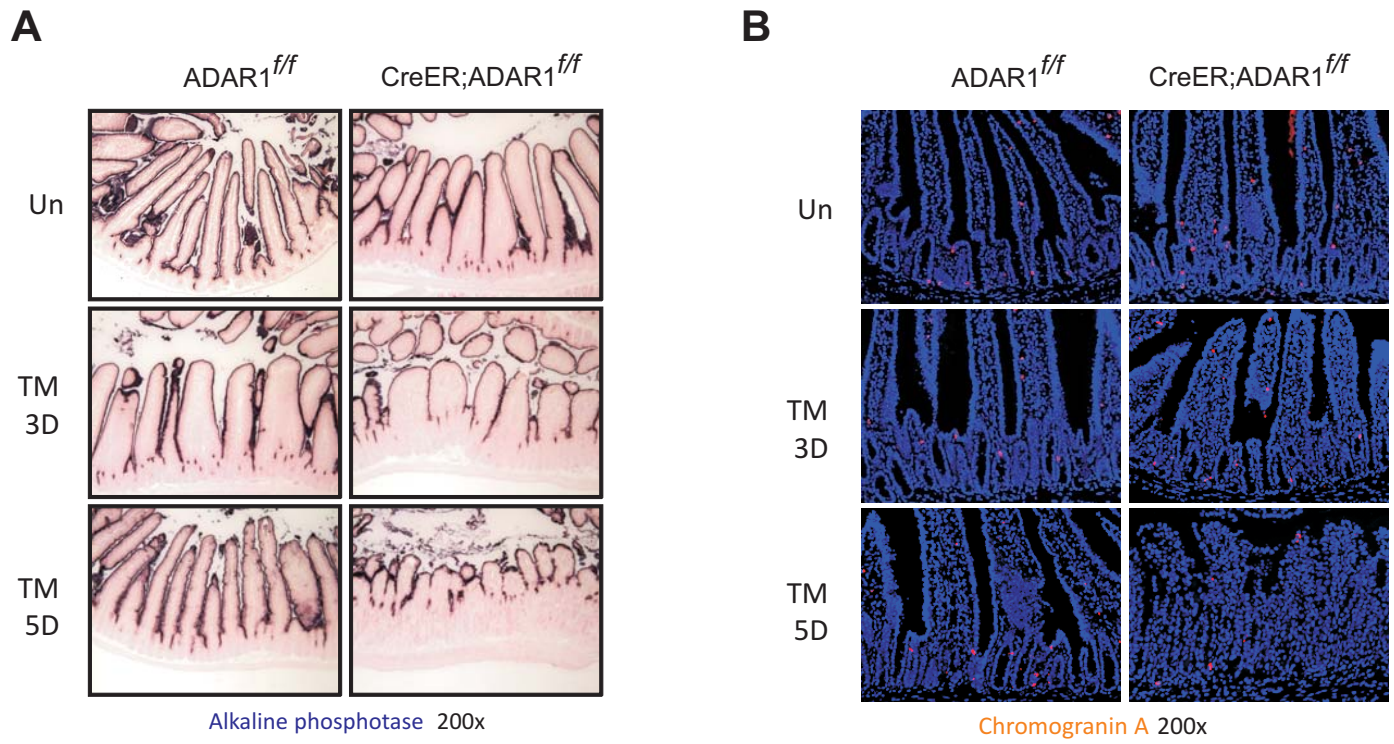 A
B
ADAR1f/f
CreER;ADAR1f/f
ADAR1f/f
CreER;ADAR1f/f
Un
Un
TM
3D
TM
3D
TM
5D
TM
5D
Alkaline phosphotase 200x
Chromogranin A 200x